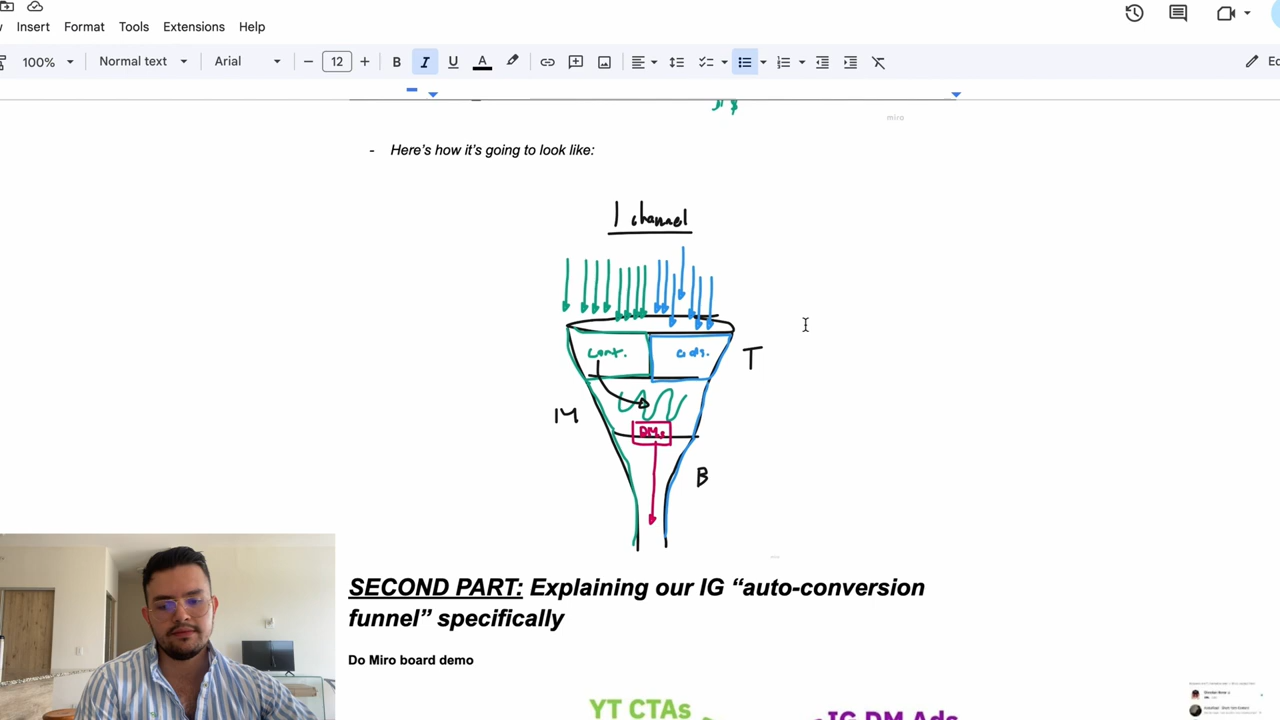 Insert Format Tools Extensions Help
100% Normal text Arial 12 B I U A
miro
- Here's how it's going to look like:
1 channel
cont. ads. T
M
DMs
B
SECOND PART: Explaining our IG “auto-conversion
funnel” specifically
Do Miro board demo
YT CTAs
IG DM Ads